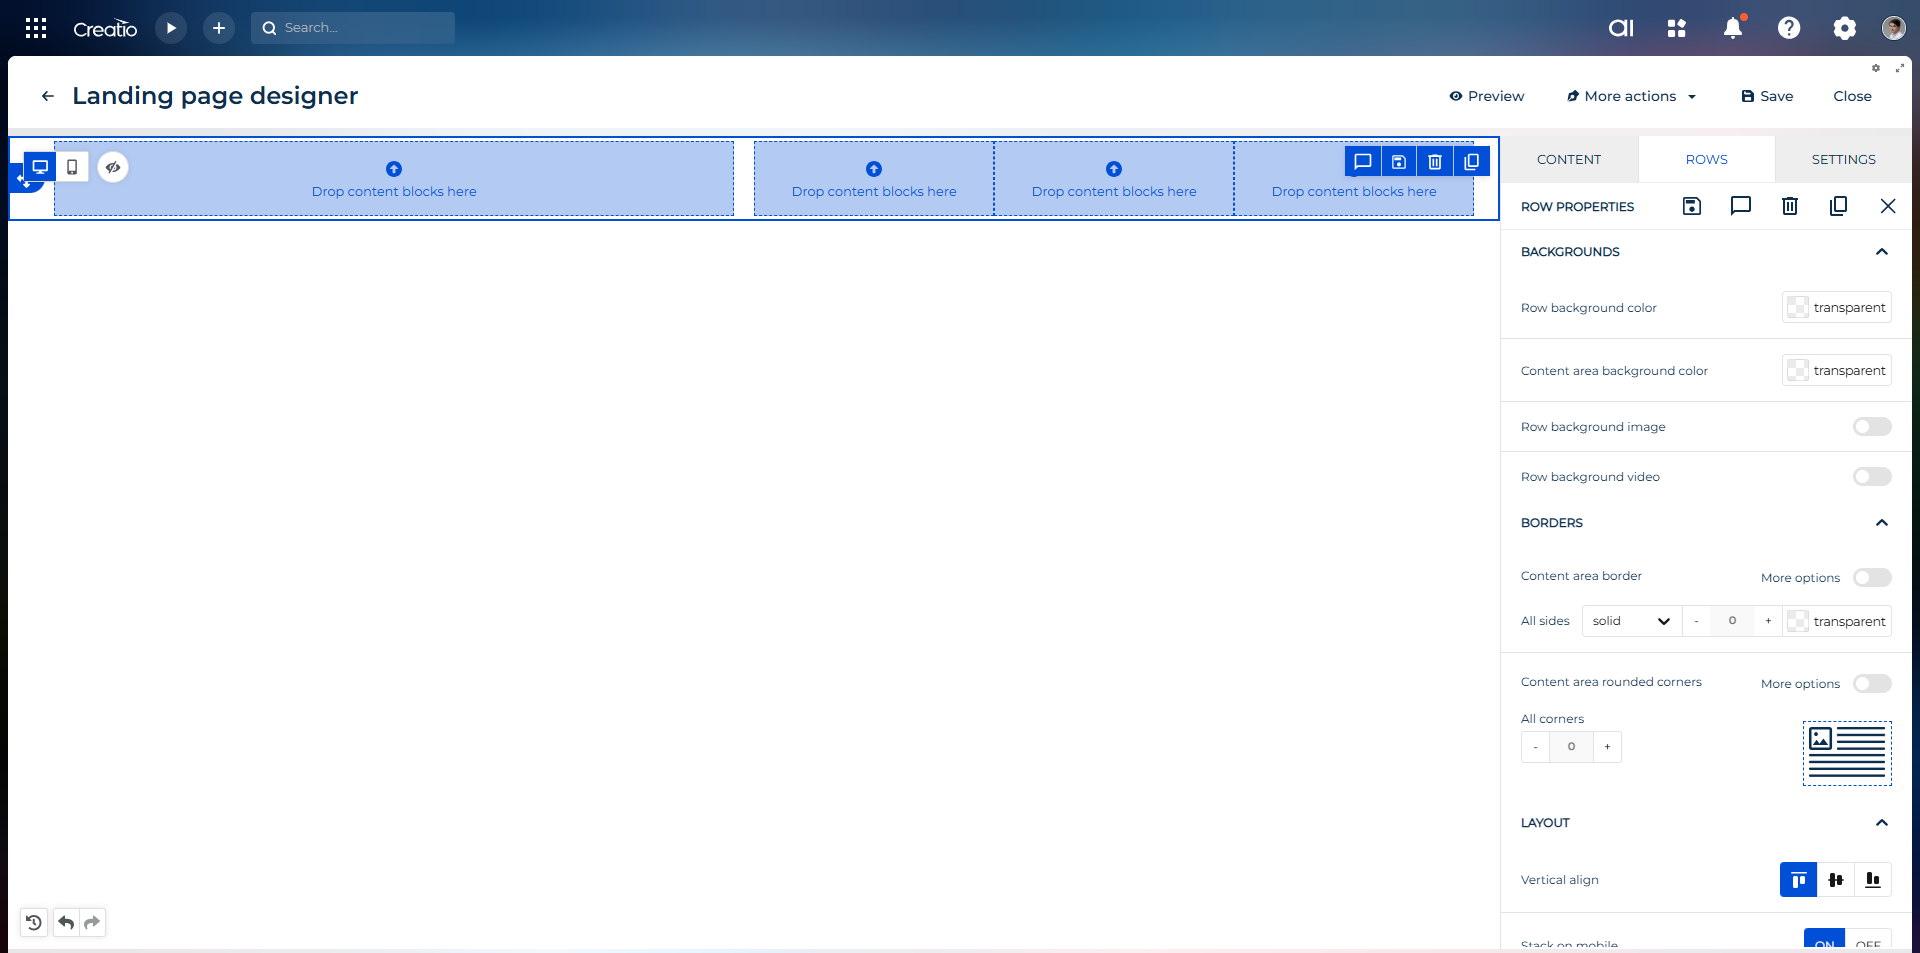 Creatio
Search...
Landing page designer
Preview
More actions
Save
Close
Drop content blocks here
Drop content blocks here
Drop content blocks here
Drop content blocks here
CONTENT
ROWS
SETTINGS
ROW PROPERTIES
BACKGROUNDS
Row background color
transparent
Content area background color
transparent
Row background image
Row background video
BORDERS
Content area border
More options
All sides
solid
- 0 +
transparent
Content area rounded corners
More options
All corners
- 0 +
LAYOUT
Vertical align
Stack on mobile
ON OFF